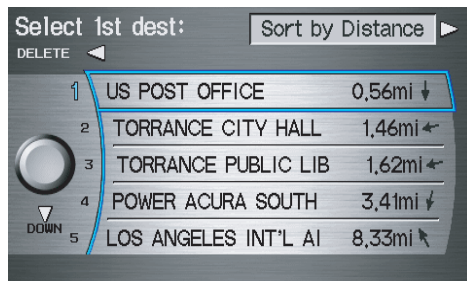 Select 1st dest: Sort by Distance
DELETE
1 US POST OFFICE 0.56mi
2 TORRANCE CITY HALL 1.46mi
3 TORRANCE PUBLIC LIB 1.62mi
4 POWER ACURA SOUTH 3.41mi
DOWN
5 LOS ANGELES INT'L AI 8.33mi